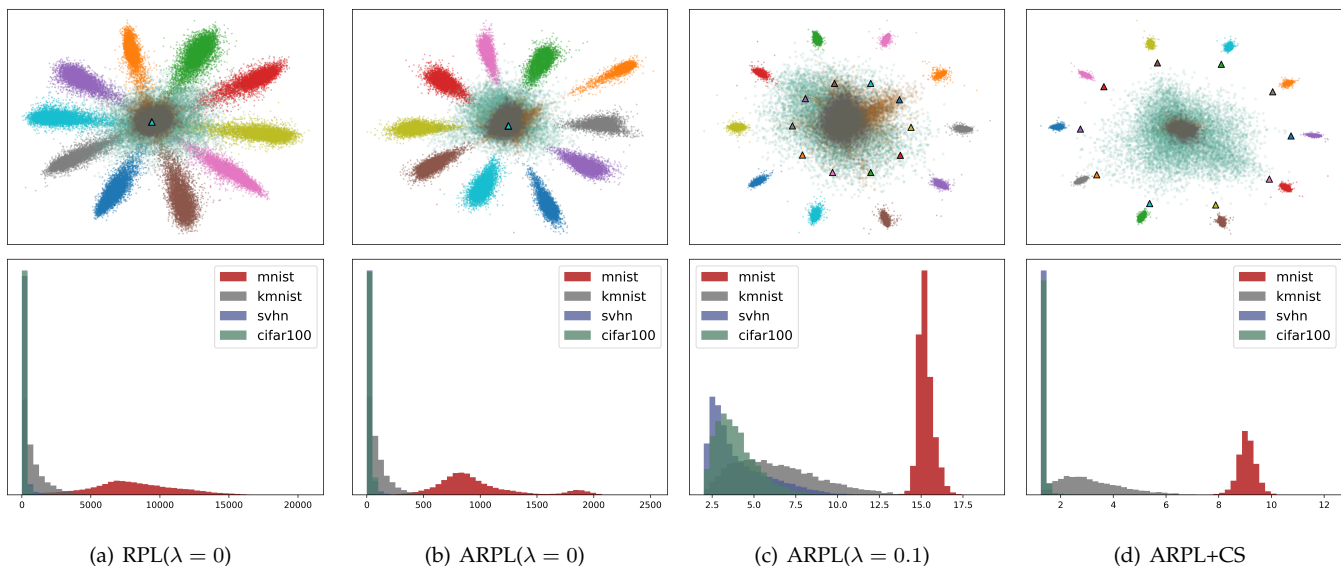 mnist
kmnist
svhn
cifar100
0 5000 10000 15000 20000
mnist
kmnist
svhn
cifar100
0 500 1000 1500 2000 2500
mnist
kmnist
svhn
cifar100
2.5 5.0 7.5 10.0 12.5 15.0 17.5
mnist
kmnist
svhn
cifar100
2 4 6 8 10 12
(a) RPL(λ = 0)
(b) ARPL(λ = 0)
(c) ARPL(λ = 0.1)
(d) ARPL+CS